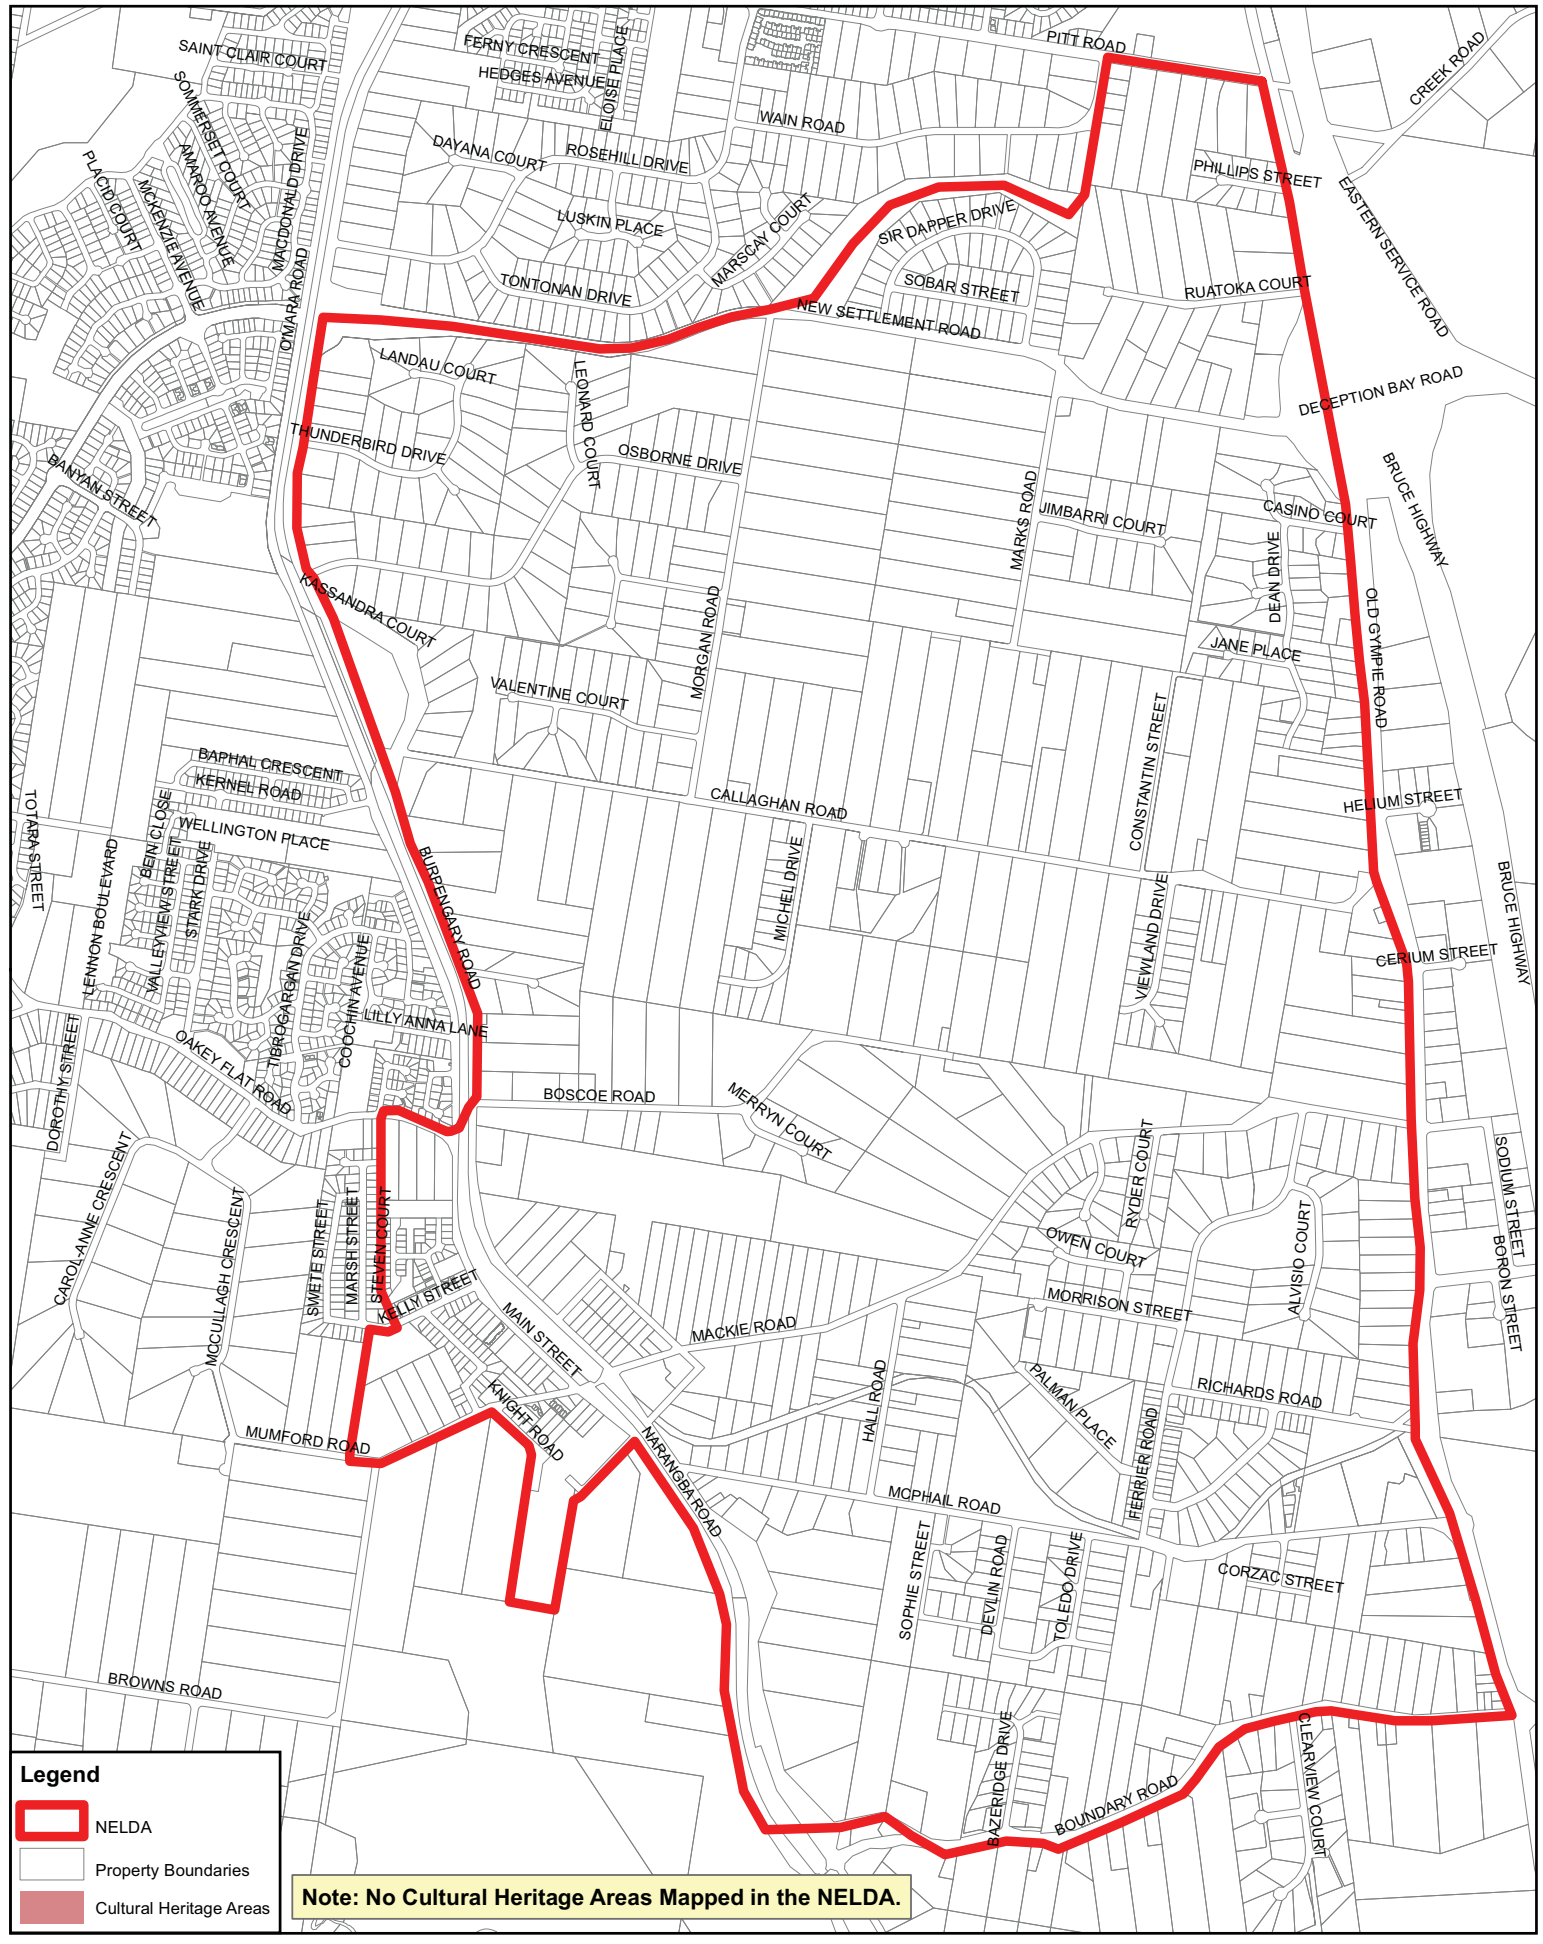 PITT ROAD
SAINT CLAIR COURT
FERNY CRESCENT
HEDGES AVENUE
ELOISE PLACE
CREEK ROAD
SOMMERSET COURT
WAIN ROAD
DAYANA COURT
ROSEHILL DRIVE
AMAROO AVENUE
MACDONALD DRIVE
PLACID COURT
MCKENZIE AVENUE
PHILLIPS STREET
EASTERN SERVICE ROAD
LUSKIN PLACE
MARSCAY COURT
SIR DAPPER DRIVE
TONTONAN DRIVE
SOBAR STREET
RUATOKA COURT
O'MARA ROAD
NEW SETTLEMENT ROAD
LANDAU COURT
LEONARD COURT
DECEPTION BAY ROAD
THUNDERBIRD DRIVE
OSBORNE DRIVE
BANYAN STREET
BRUCE HIGHWAY
MARKS ROAD
JIMBARRI COURT
CASINO COURT
DEAN DRIVE
KASSANDRA COURT
MORGAN ROAD
OLD GYMPIE ROAD
JANE PLACE
VALENTINE COURT
CONSTANTIN STREET
BAPHAL CRESCENT
KERNEL ROAD
TOTARA STREET
BEIN CLOSE
WELLINGTON PLACE
CALLAGHAN ROAD
HELIUM STREET
LENNON BOULEVARD
VALLEYVIEW STREET
STARK DRIVE
BURPENGARY ROAD
MICHEL DRIVE
VIEWLAND DRIVE
BRUCE HIGHWAY
TIBROGARGAN DRIVE
COOCHIN AVENUE
CERIUM STREET
LILLY ANNA LANE
DOROTHY STREET
OAKEY FLAT ROAD
BOSCOE ROAD
MERRYN COURT
RYDER COURT
SODIUM STREET
CAROL-ANNE CRESCENT
MCCULLAGH CRESCENT
SWETE STREET
MARSH STREET
STEVEN COURT
OWEN COURT
ALVISIO COURT
BORON STREET
KELLY STREET
MAIN STREET
MORRISON STREET
MACKIE ROAD
HALL ROAD
PALMAN PLACE
RICHARDS ROAD
KNIGHT ROAD
MUMFORD ROAD
NARANGBA ROAD
FERRIER ROAD
MCPHAIL ROAD
SOPHIE STREET
DEVLIN ROAD
TOLEDO DRIVE
CORZAC STREET
BROWNS ROAD
BAZERIDGE DRIVE
BOUNDARY ROAD
CLEARVIEW COURT
Legend
NELDA
Property Boundaries
Cultural Heritage Areas
Note: No Cultural Heritage Areas Mapped in the NELDA.